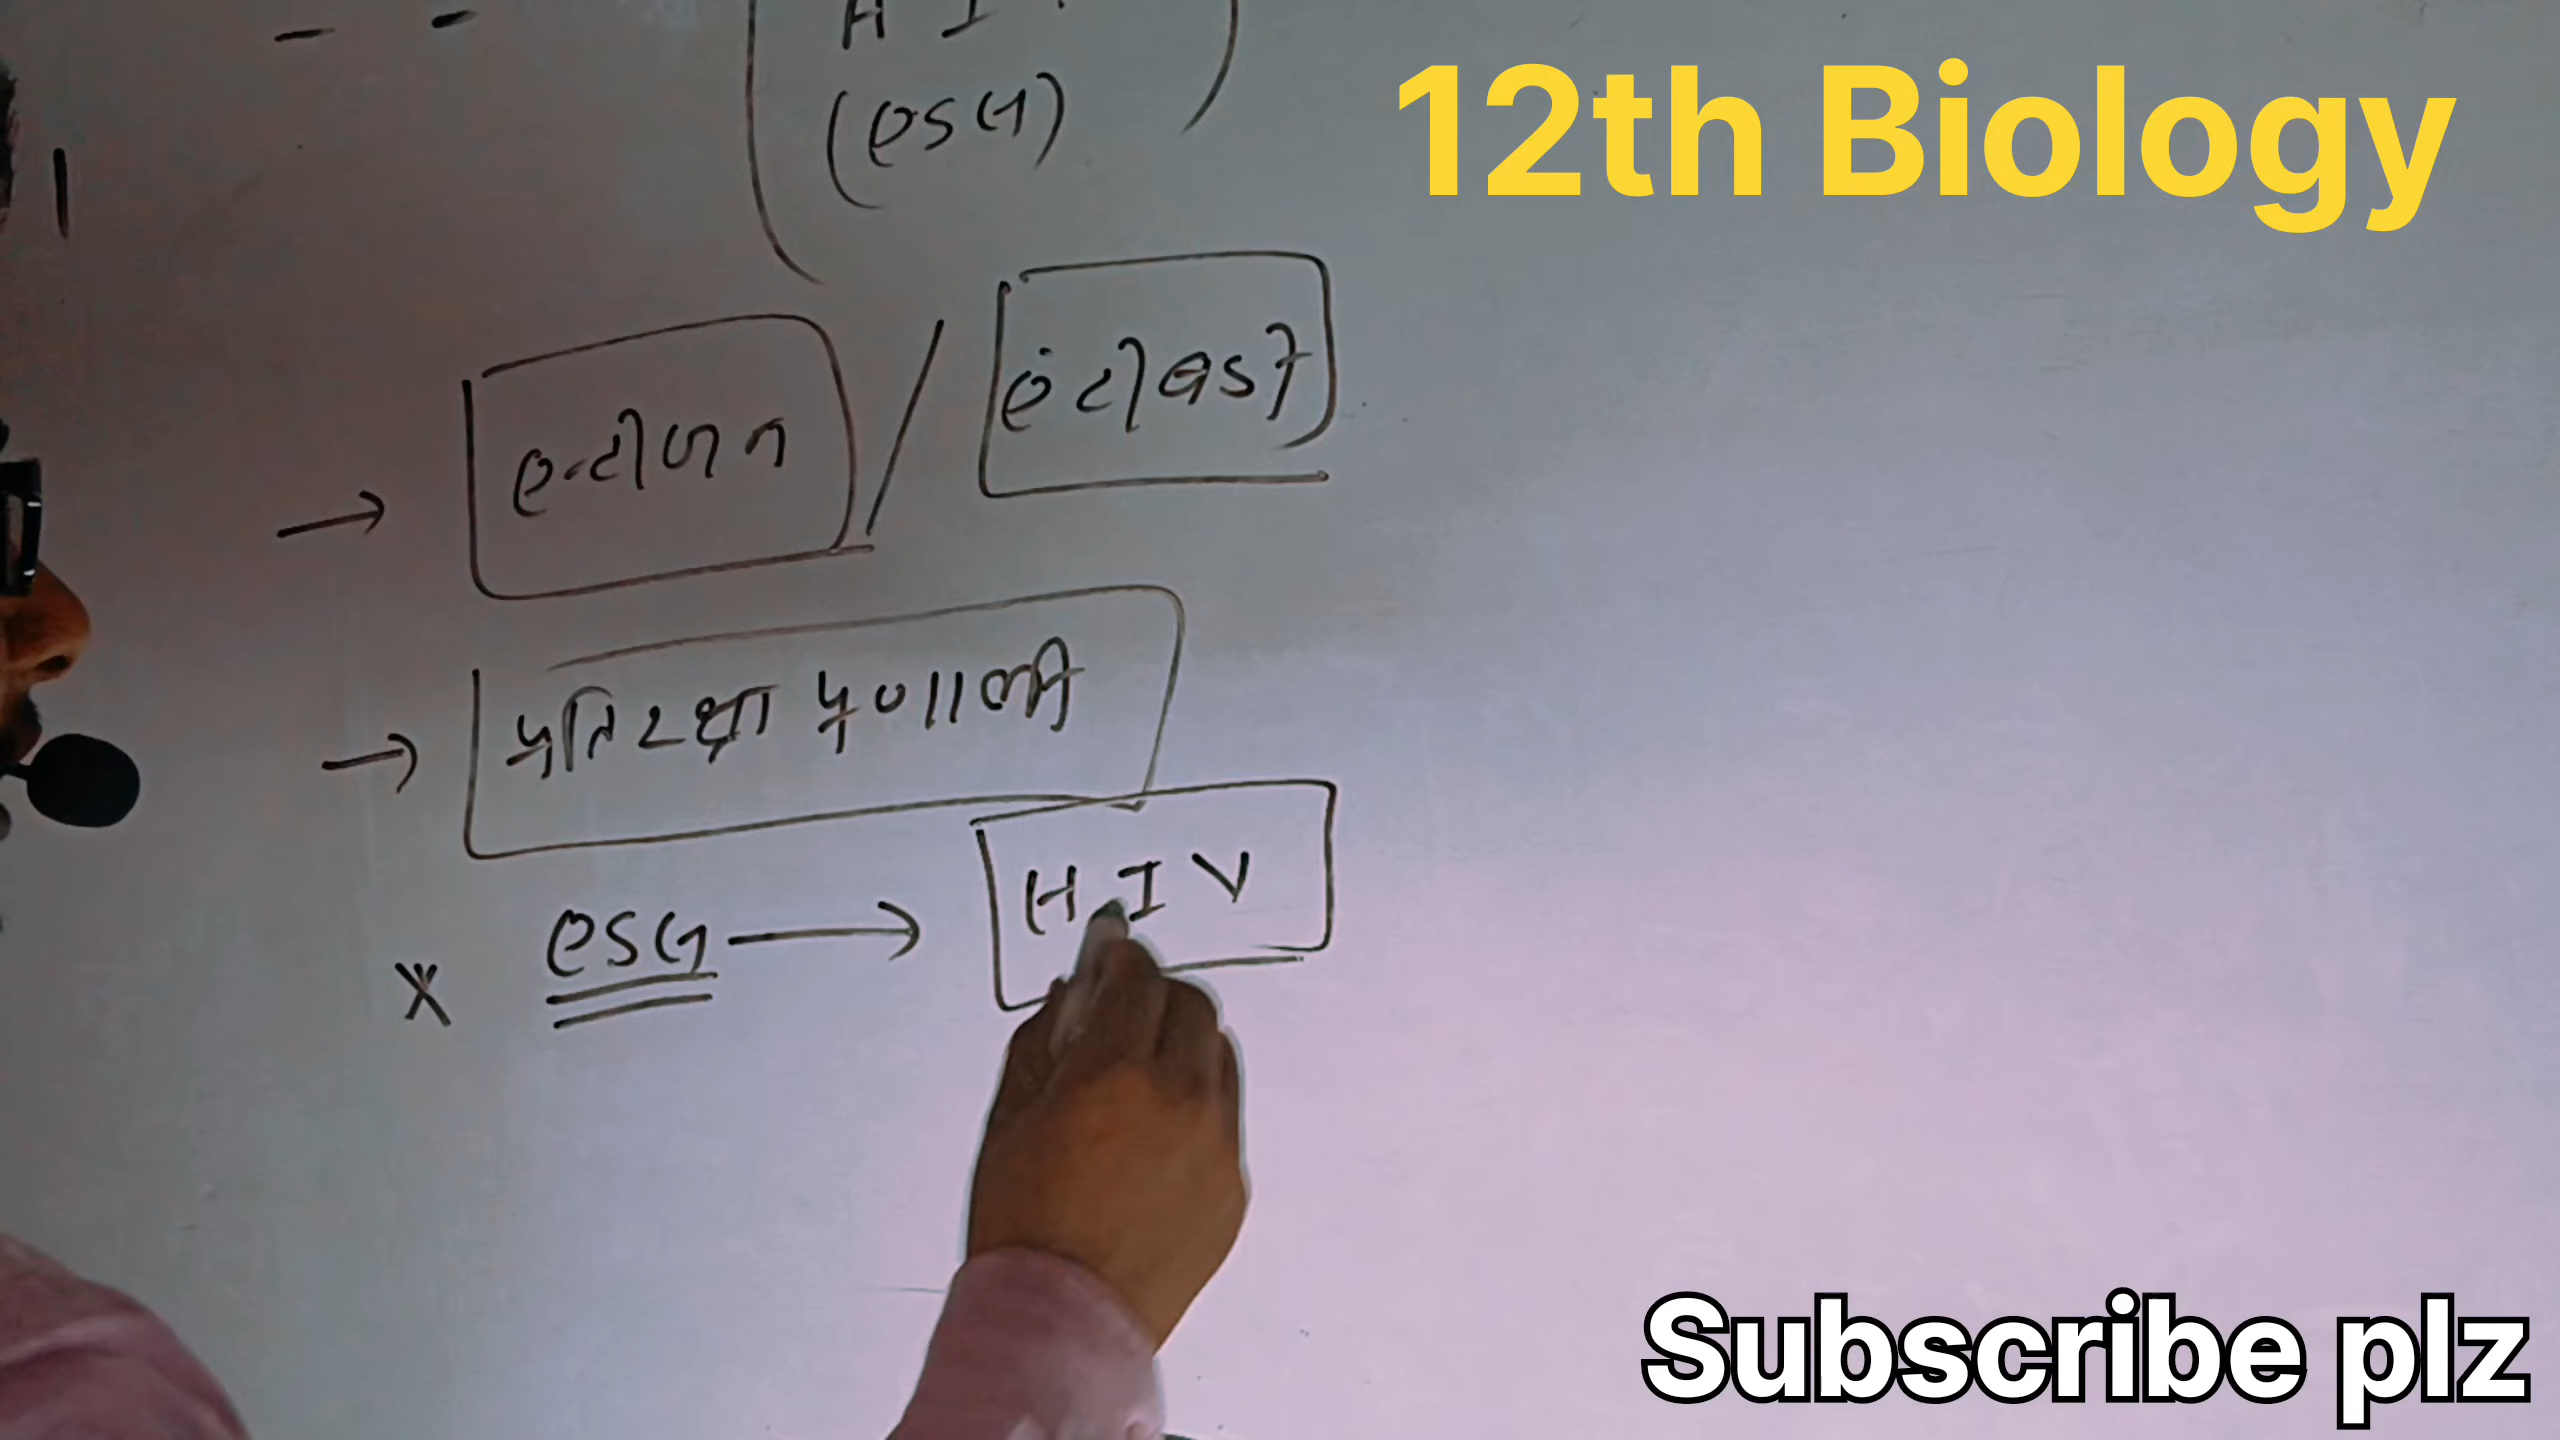 H I
(एड्स)
12th Biology
एन्टीजन / एंटीबॉडी
→ प्रतिरक्षा प्रणाली
x एड्स → HIV
Subscribe plz